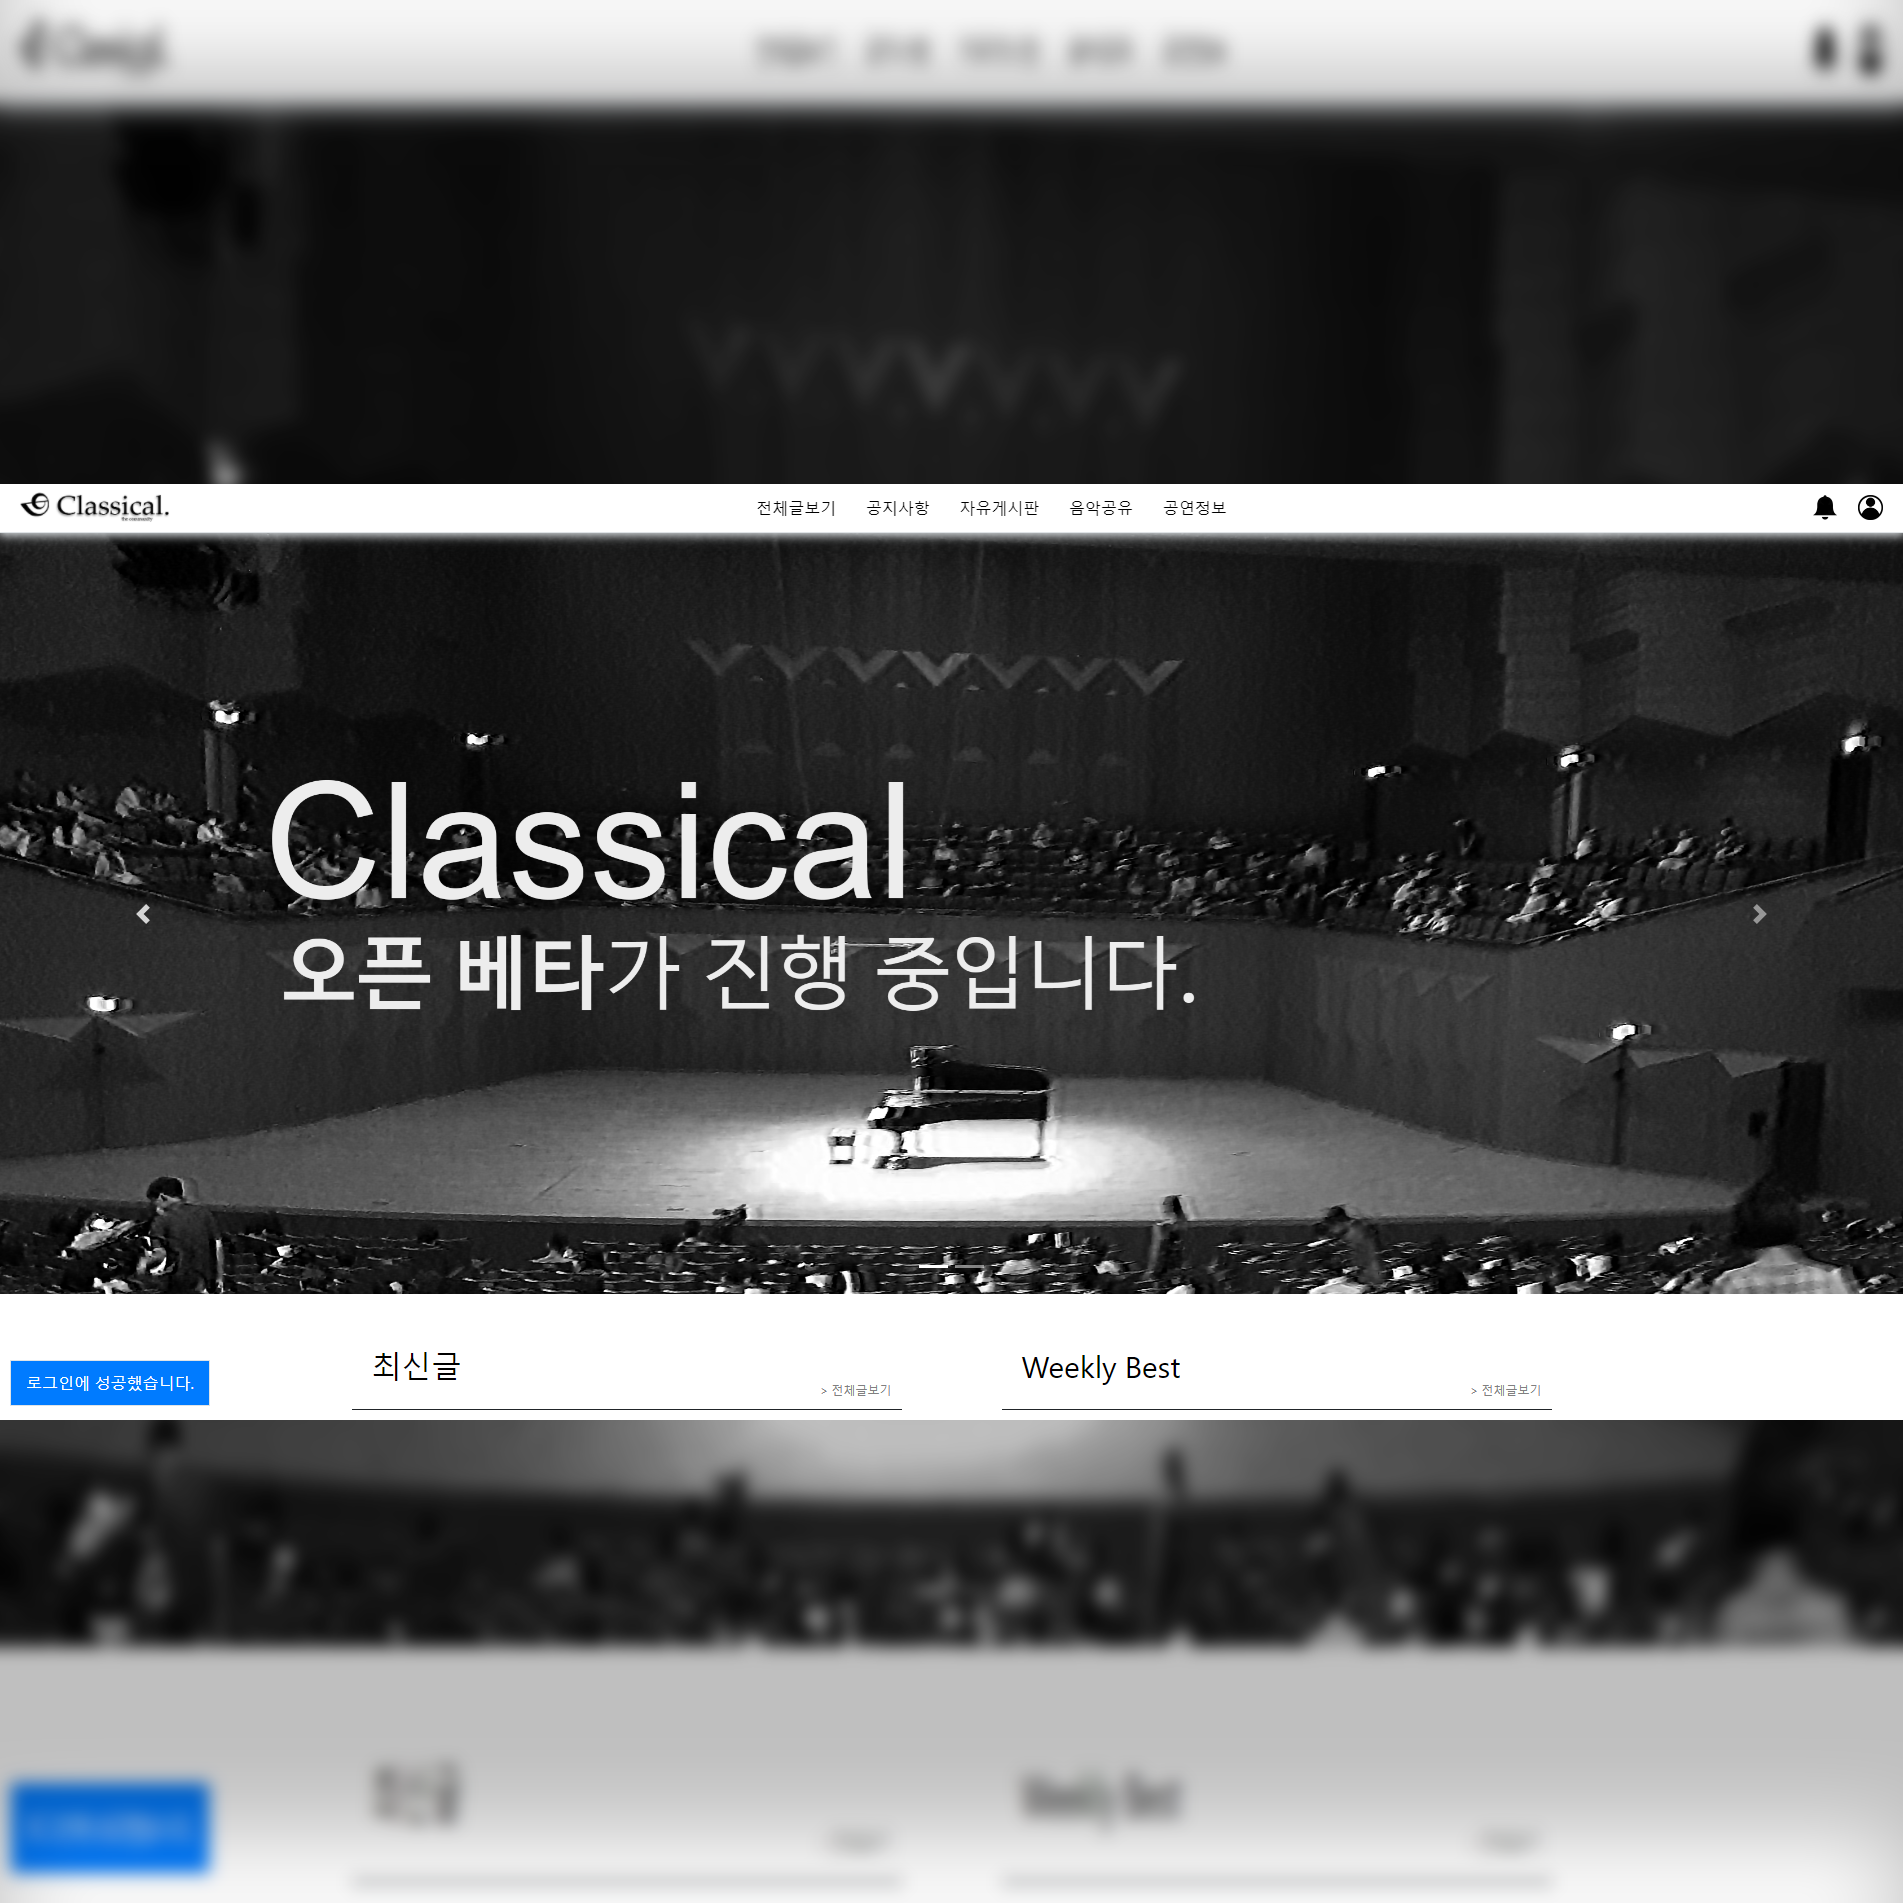 Classical.
the community
전체글보기 공지사항 자유게시판 음악공유 공연정보
Classical
오픈 베타가 진행 중입니다.
최신글
> 전체글보기
Weekly Best
> 전체글보기
로그인에 성공했습니다.